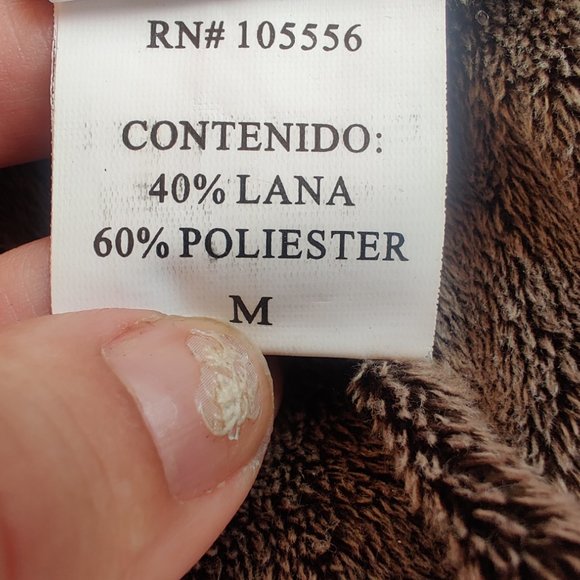 RN# 105556
CONTENIDO:
40% LANA
60% POLIESTER
M